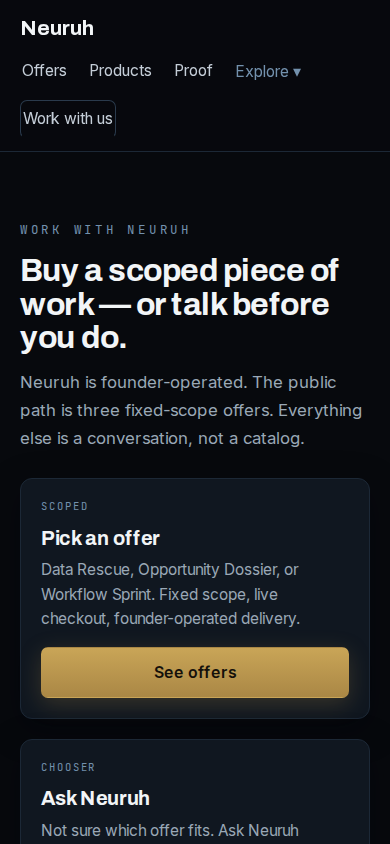 Neuruh
Offers Products Proof Explore ▾
Work with us
WORK WITH NEURUH
Buy a scoped piece of
work — or talk before
you do.
Neuruh is founder-operated. The public
path is three fixed-scope offers. Everything
else is a conversation, not a catalog.
SCOPED
Pick an offer
Data Rescue, Opportunity Dossier, or
Workflow Sprint. Fixed scope, live
checkout, founder-operated delivery.
See offers
CHOOSER
Ask Neuruh
Not sure which offer fits. Ask Neuruh